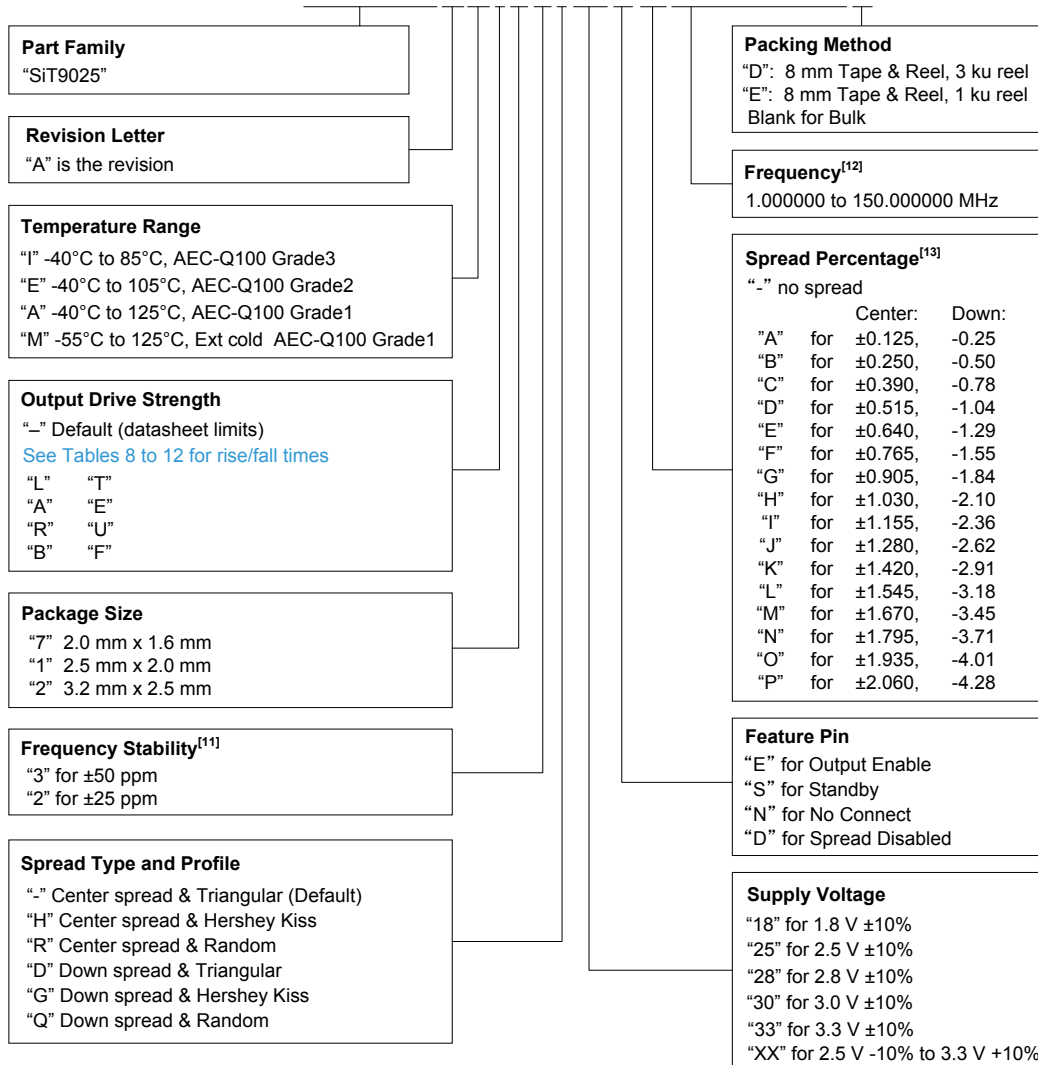 Part Family
“SiT9025”
Revision Letter
“A” is the revision
Temperature Range
“I” -40°C to 85°C, AEC-Q100 Grade3
“E” -40°C to 105°C, AEC-Q100 Grade2
“A” -40°C to 125°C, AEC-Q100 Grade1
“M” -55°C to 125°C, Ext cold AEC-Q100 Grade1
Output Drive Strength
“–” Default (datasheet limits)
See Tables 8 to 12 for rise/fall times
“L” “T”
“A” “E”
“R” “U”
“B” “F”
Package Size
“7” 2.0 mm x 1.6 mm
“1” 2.5 mm x 2.0 mm
“2” 3.2 mm x 2.5 mm
Frequency Stability[11]
“3” for ±50 ppm
“2” for ±25 ppm
Spread Type and Profile
“-” Center spread & Triangular (Default)
“H” Center spread & Hershey Kiss
“R” Center spread & Random
“D” Down spread & Triangular
“G” Down spread & Hershey Kiss
“Q” Down spread & Random
Packing Method
“D”: 8 mm Tape & Reel, 3 ku reel
“E”: 8 mm Tape & Reel, 1 ku reel
Blank for Bulk
Frequency[12]
1.000000 to 150.000000 MHz
Spread Percentage[13]
“-” no spread
Center: Down:
”A” for ±0.125, -0.25
“B” for ±0.250, -0.50
“C” for ±0.390, -0.78
“D” for ±0.515, -1.04
“E” for ±0.640, -1.29
“F” for ±0.765, -1.55
“G” for ±0.905, -1.84
“H” for ±1.030, -2.10
“I” for ±1.155, -2.36
“J” for ±1.280, -2.62
“K” for ±1.420, -2.91
“L” for ±1.545, -3.18
“M” for ±1.670, -3.45
“N” for ±1.795, -3.71
“O” for ±1.935, -4.01
“P” for ±2.060, -4.28
Feature Pin
“E” for Output Enable
“S” for Standby
“N” for No Connect
“D” for Spread Disabled
Supply Voltage
“18” for 1.8 V ±10%
“25” for 2.5 V ±10%
“28” for 2.8 V ±10%
“30” for 3.0 V ±10%
“33” for 3.3 V ±10%
“XX” for 2.5 V -10% to 3.3 V +10%